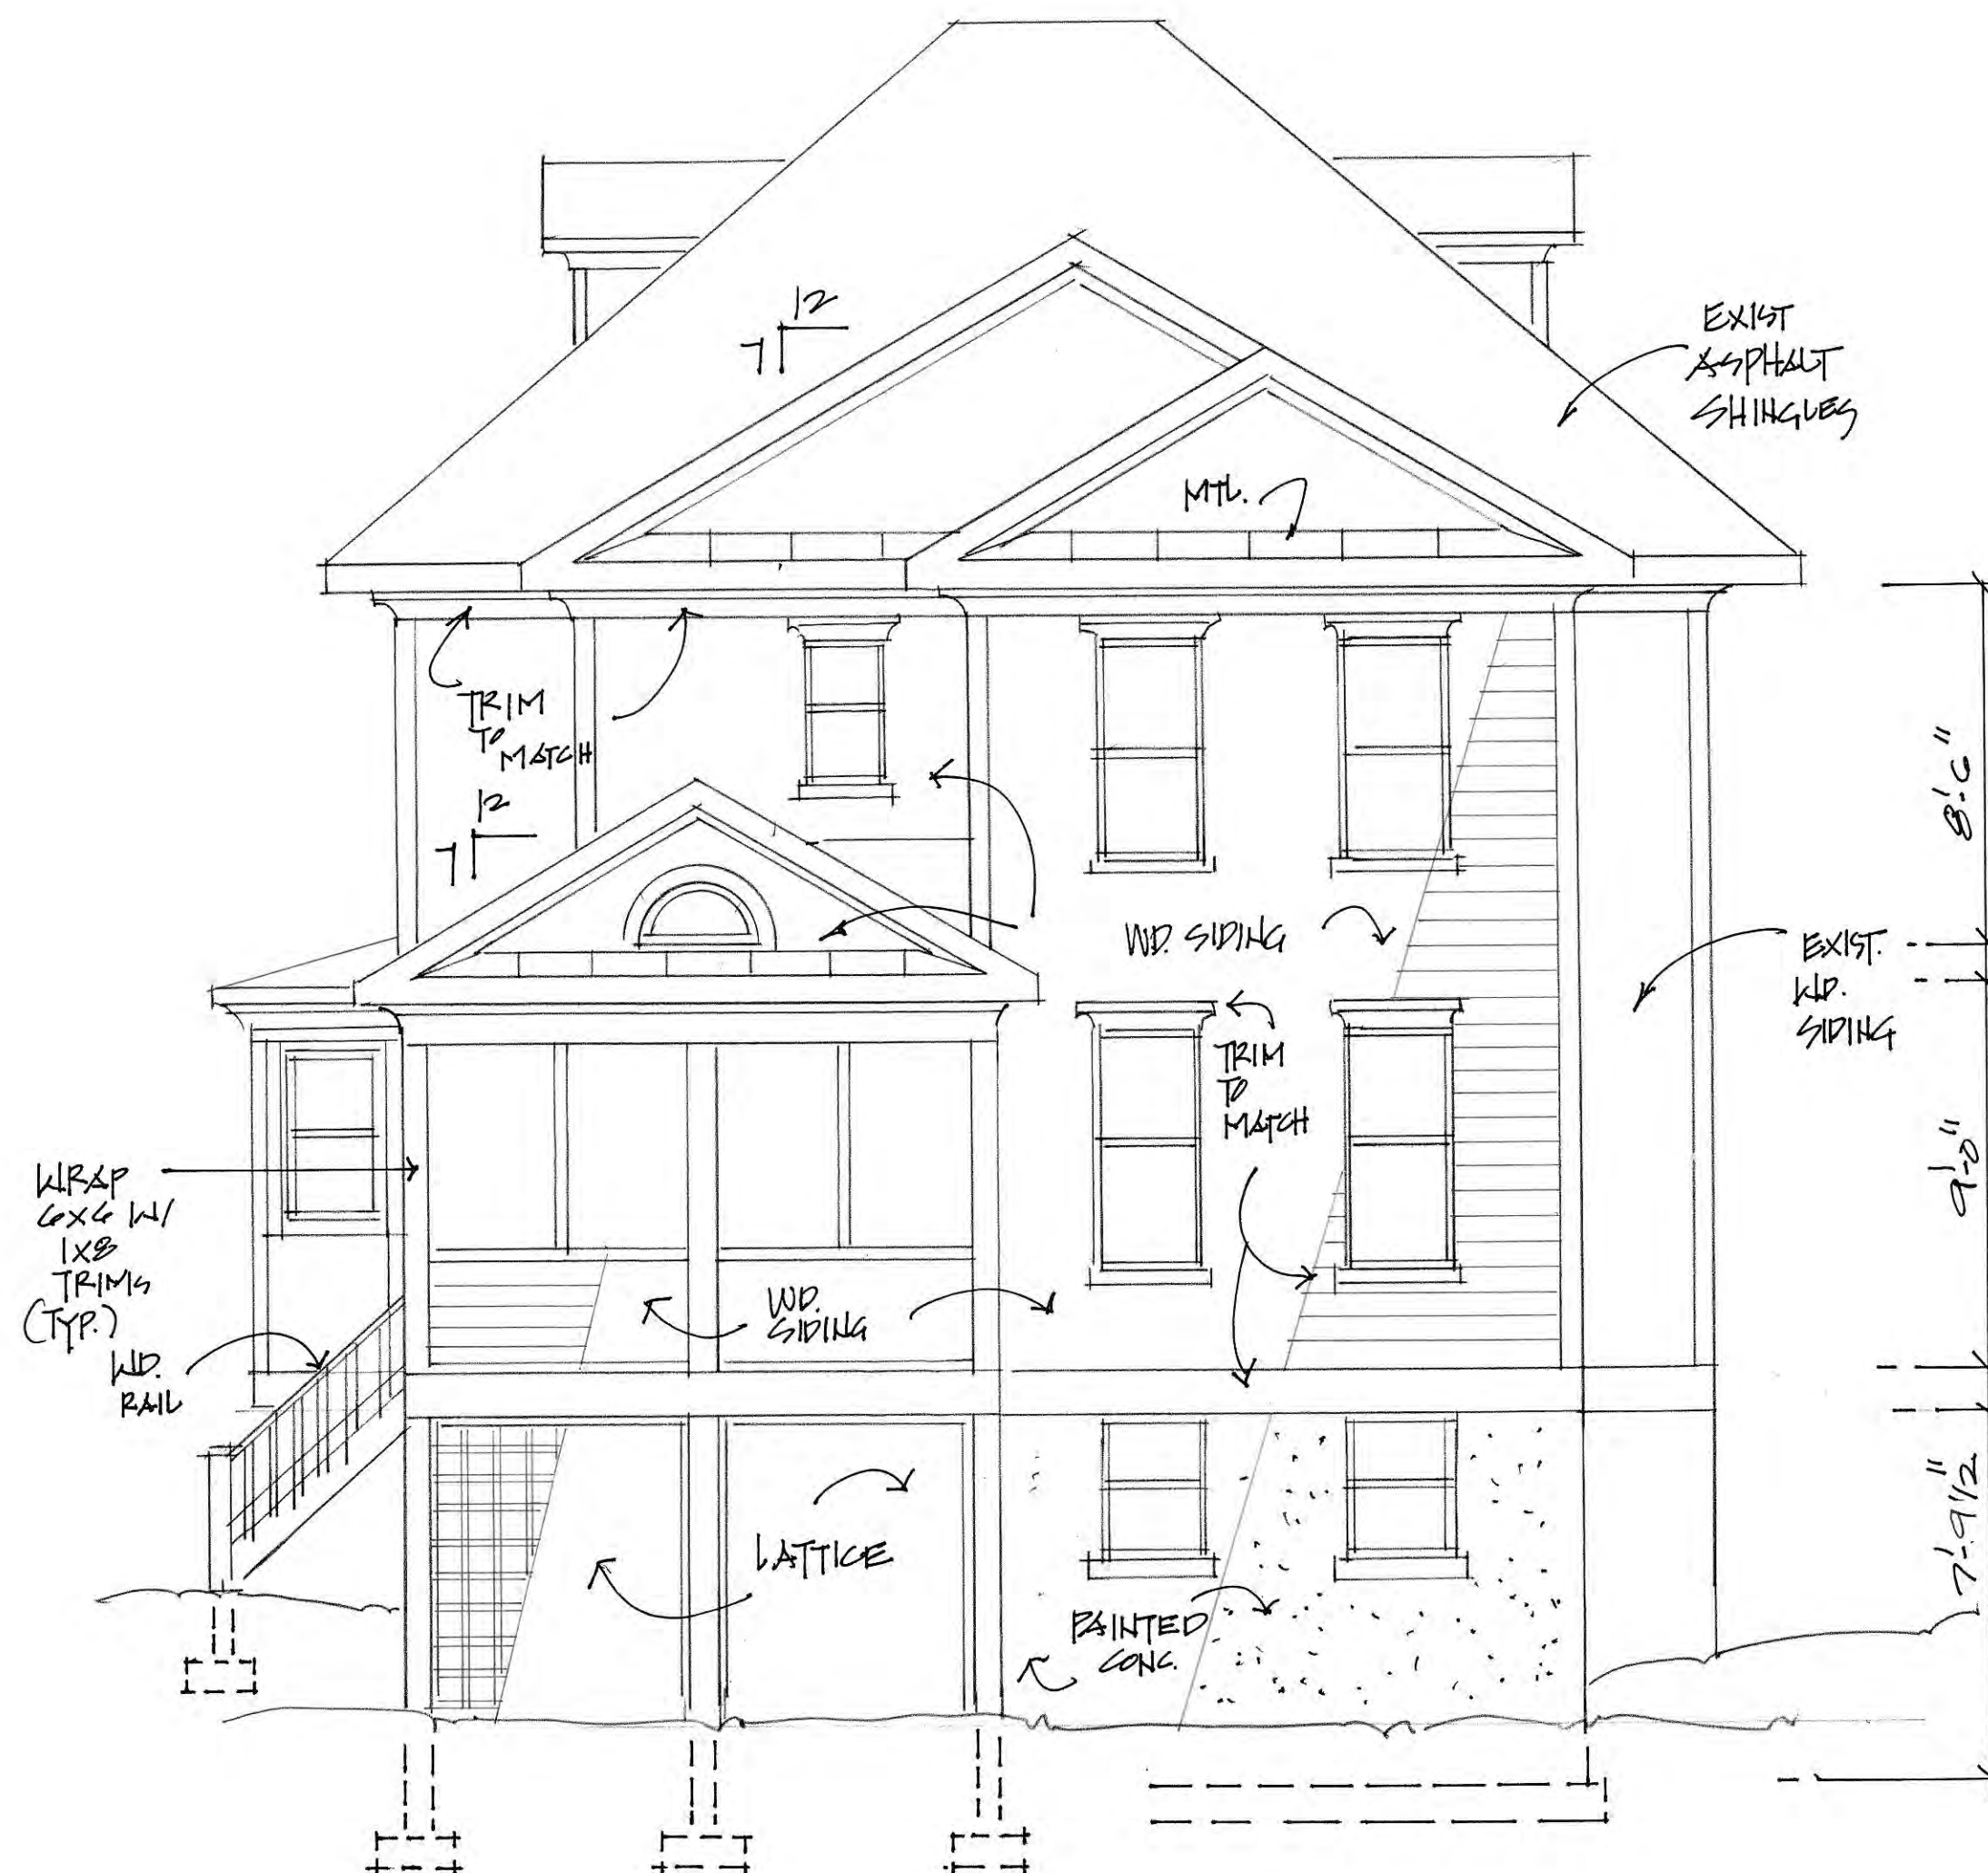 12
7
EXIST
ASPHALT
SHINGLES
MTL.
TRIM
TO
MATCH
12
7
8'-6"
WD. SIDING
EXIST.
WD.
SIDING
TRIM
TO
MATCH
9'-0"
WRAP
6X6 W/
1X8
TRIMS
(TYP.)
WD.
SIDING
WD.
RAIL
LATTICE
7'-9 1/2"
PAINTED
CONC.